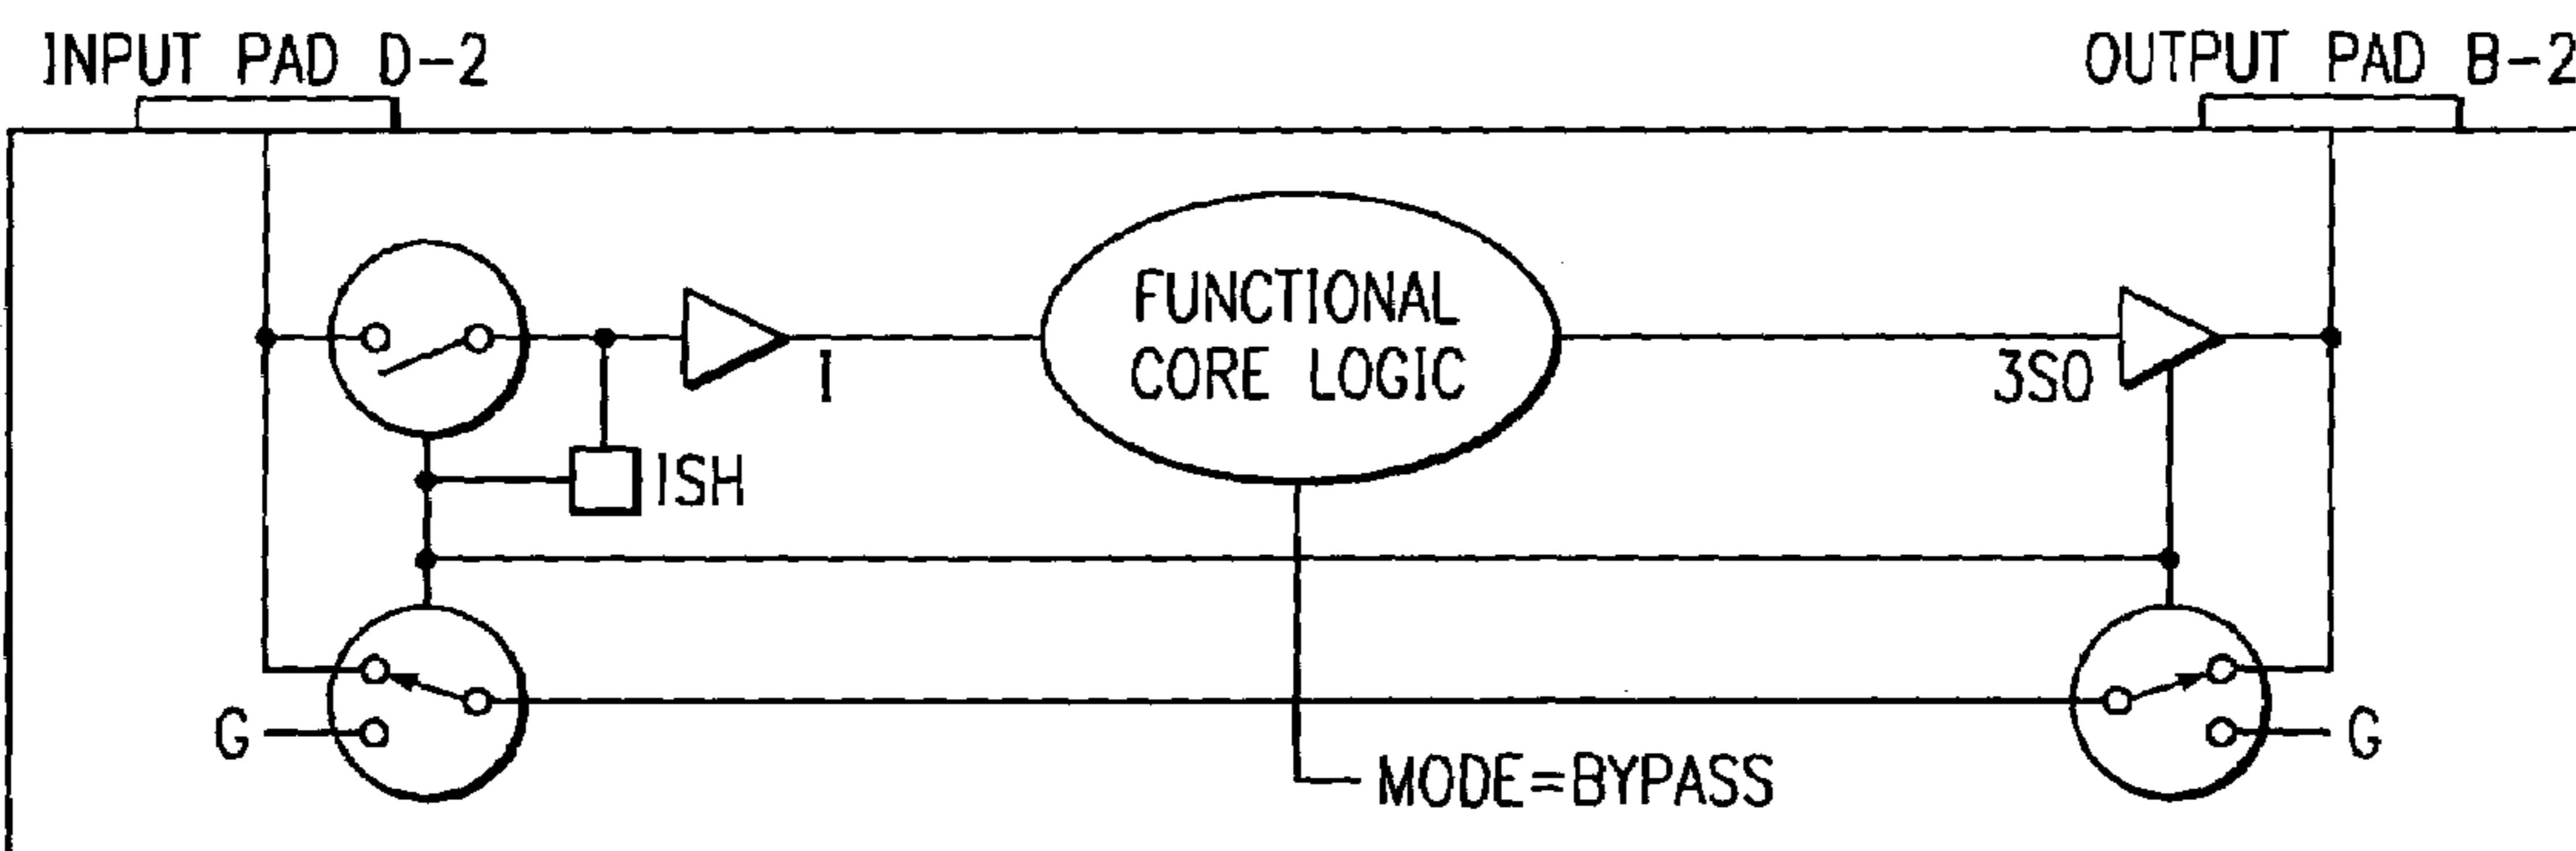 INPUT PAD D-2
OUTPUT PAD B-2
FUNCTIONAL
CORE LOGIC
I
3SO
ISH
G
G
MODE=BYPASS